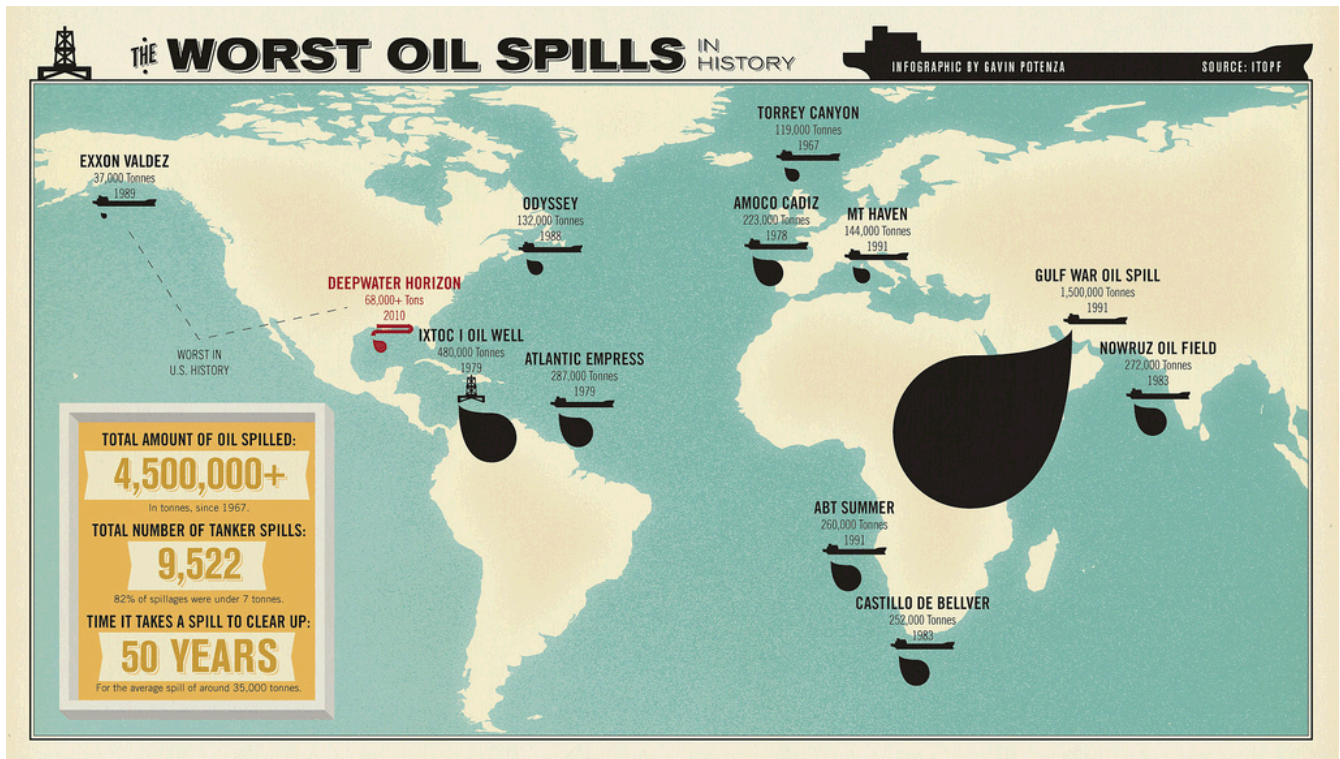 THE WORST OIL SPILLS IN HISTORY
INFOGRAPHIC BY GAVIN POTENZA
SOURCE: ITOPF
TORREY CANYON
119,000 Tonnes
1967
EXXON VALDEZ
37,000 Tonnes
1989
ODYSSEY
132,000 Tonnes
1988
AMOCO CADIZ
223,000 Tonnes
1978
MT HAVEN
144,000 Tonnes
1991
DEEPWATER HORIZON
68,000+ Tons
2010
GULF WAR OIL SPILL
1,500,000 Tonnes
1991
IXTOC I OIL WELL
480,000 Tonnes
1979
ATLANTIC EMPRESS
287,000 Tonnes
1979
NOWRUZ OIL FIELD
272,000 Tonnes
1983
WORST IN
U.S. HISTORY
ABT SUMMER
260,000 Tonnes
1991
CASTILLO DE BELLVER
252,000 Tonnes
1983
TOTAL AMOUNT OF OIL SPILLED:
4,500,000+
In tonnes, since 1967.
TOTAL NUMBER OF TANKER SPILLS:
9,522
82% of spillages were under 7 tonnes.
TIME IT TAKES A SPILL TO CLEAR UP:
50 YEARS
For the average spill of around 35,000 tonnes.